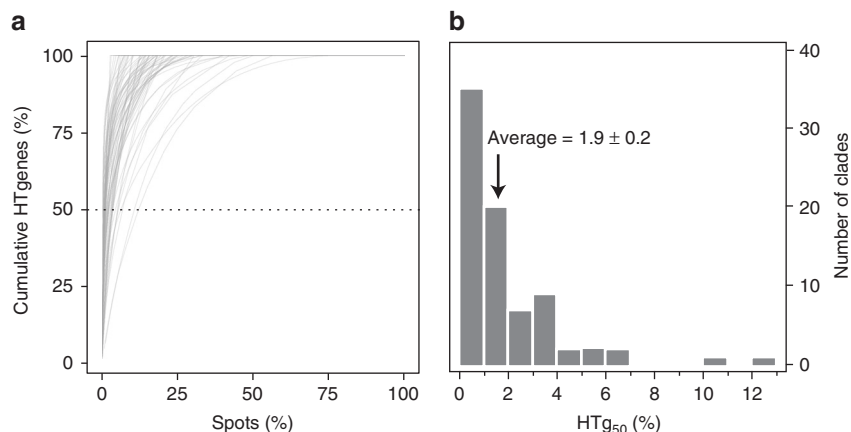 a
Cumulative HTgenes (%)
100
75
50
25
0
0 25 50 75 100
Spots (%)
b
Average = 1.9 ± 0.2
40
30
20
10
0
Number of clades
0 2 4 6 8 10 12
HTg50 (%)